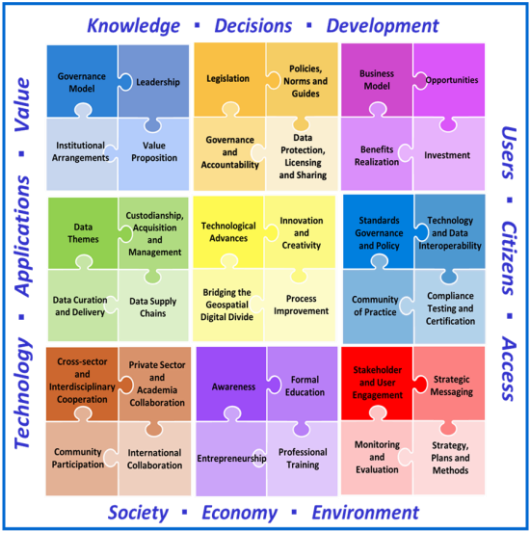 Knowledge ▪ Decisions ▪ Development
Technology ▪ Applications ▪ Value
Governance
Model
Leadership
Institutional
Arrangements
Value
Proposition
Legislation
Policies,
Norms and
Guides
Governance
and
Accountability
Data
Protection,
Licensing
and Sharing
Business
Model
Opportunities
Benefits
Realization
Investment
Data
Themes
Custodianship,
Acquisition
and
Management
Data Curation
and Delivery
Data Supply
Chains
Technological
Advances
Innovation
and
Creativity
Bridging the
Geospatial
Digital Divide
Process
Improvement
Standards
Governance
and Policy
Technology
and Data
Interoperability
Community
of Practice
Compliance
Testing and
Certification
Cross-sector
and
Interdisciplinary
Cooperation
Private Sector
and
Academia
Collaboration
Community
Participation
International
Collaboration
Awareness
Formal
Education
Entrepreneurship
Professional
Training
Stakeholder
and User
Engagement
Strategic
Messaging
Monitoring
and
Evaluation
Strategy,
Plans and
Methods
Users ▪ Citizens ▪ Access
Society ▪ Economy ▪ Environment